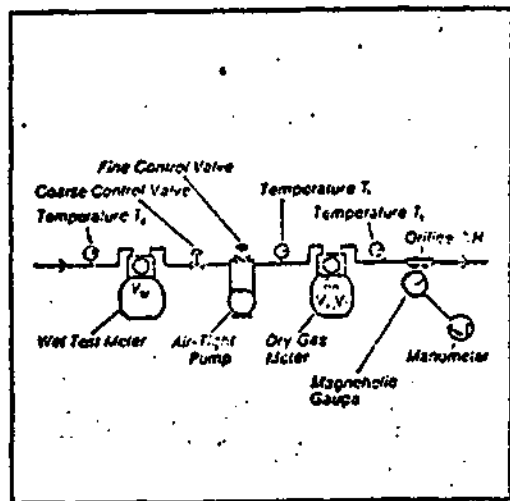 Fine Control Valve
Coarse Control Valve
Temperature T
Temperature T
Temperature T
Orifice ΔH
Wet Test Meter
Air-Tight
Pump
Dry Gas
Meter
Magnehelic
Gauge
Manometer